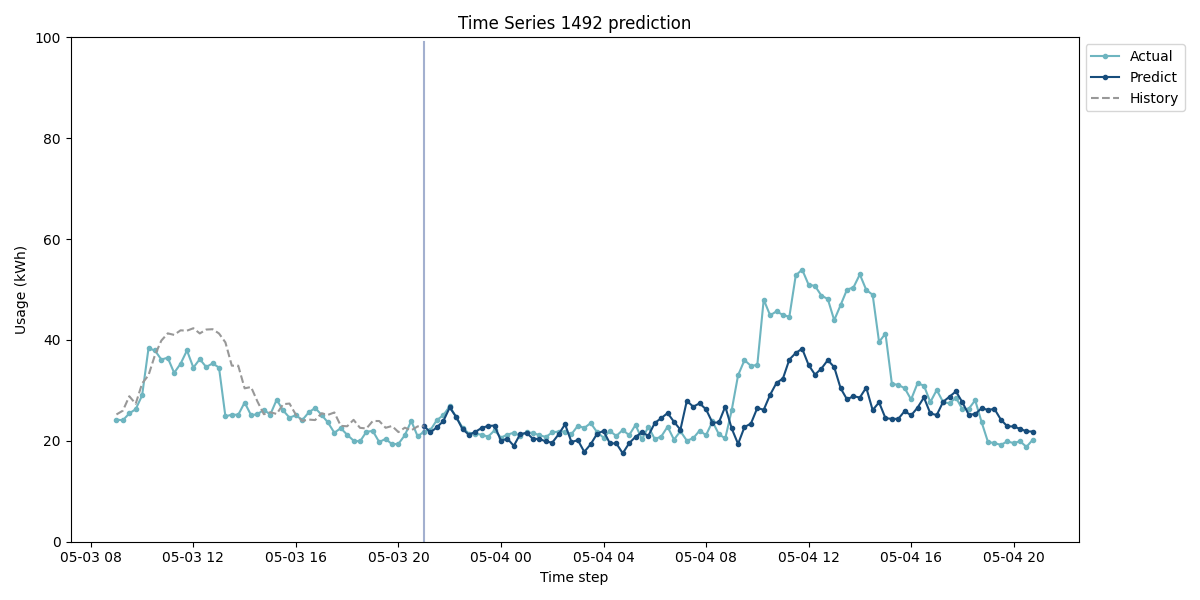 Time Series 1492 prediction
100
80
60
40
20
0
Usage (kWh)
05-03 08
05-03 12
05-03 16
05-03 20
05-04 00
05-04 04
05-04 08
05-04 12
05-04 16
05-04 20
Time step
Actual
Predict
History